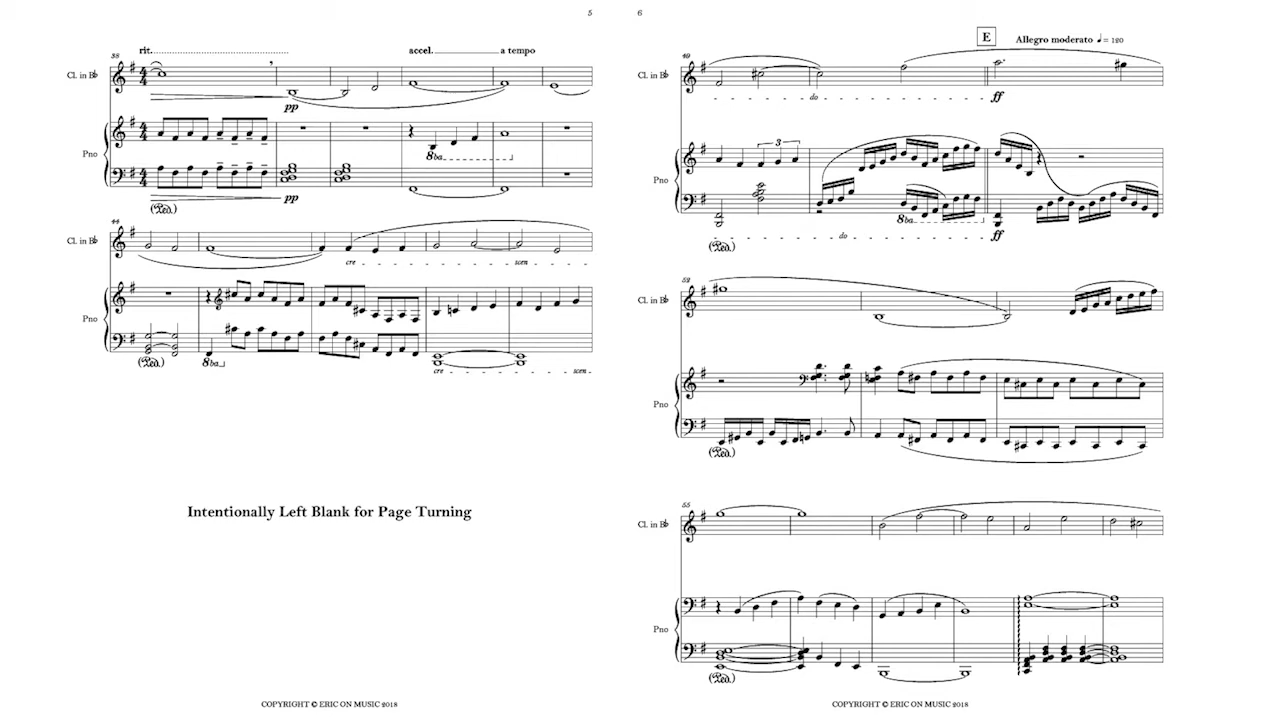 5
38 rit. accel. a tempo
Cl. in B♭
pp
8ba
Pno
pp
(Ped.)
44
Cl. in B♭
cre scen
Pno
(Ped.) 8ba
cre scen
Intentionally Left Blank for Page Turning
COPYRIGHT © ERIC ON MUSIC 2018
6
E Allegro moderato ♩ = 120
49
Cl. in B♭
do ff
3
Pno
8ba
(Ped.) do ff
52
Cl. in B♭
Pno
(Ped.)
55
Cl. in B♭
Pno
(Ped.)
COPYRIGHT © ERIC ON MUSIC 2018